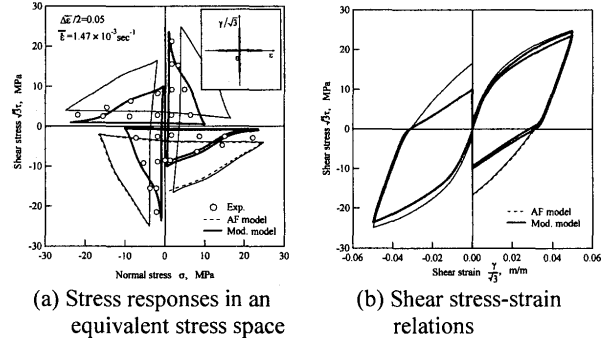 Δε̄/2=0.05
ε̄̇=1.47×10⁻³sec⁻¹
γ/√3
0
ε
Shear stress √3τ, MPa
30
20
10
0
-10
-20
-30
-30
-20
-10
0
10
20
30
Exp.
AF model
Mod. model
Normal stress σ, MPa
(a) Stress responses in an
equivalent stress space
Shear stress √3τ, MPa
30
20
10
0
-10
-20
-30
-0.06
-0.04
-0.02
0.00
0.02
0.04
0.06
AF model
Mod. model
Shear strain γ/√3, m/m
(b) Shear stress-strain
relations